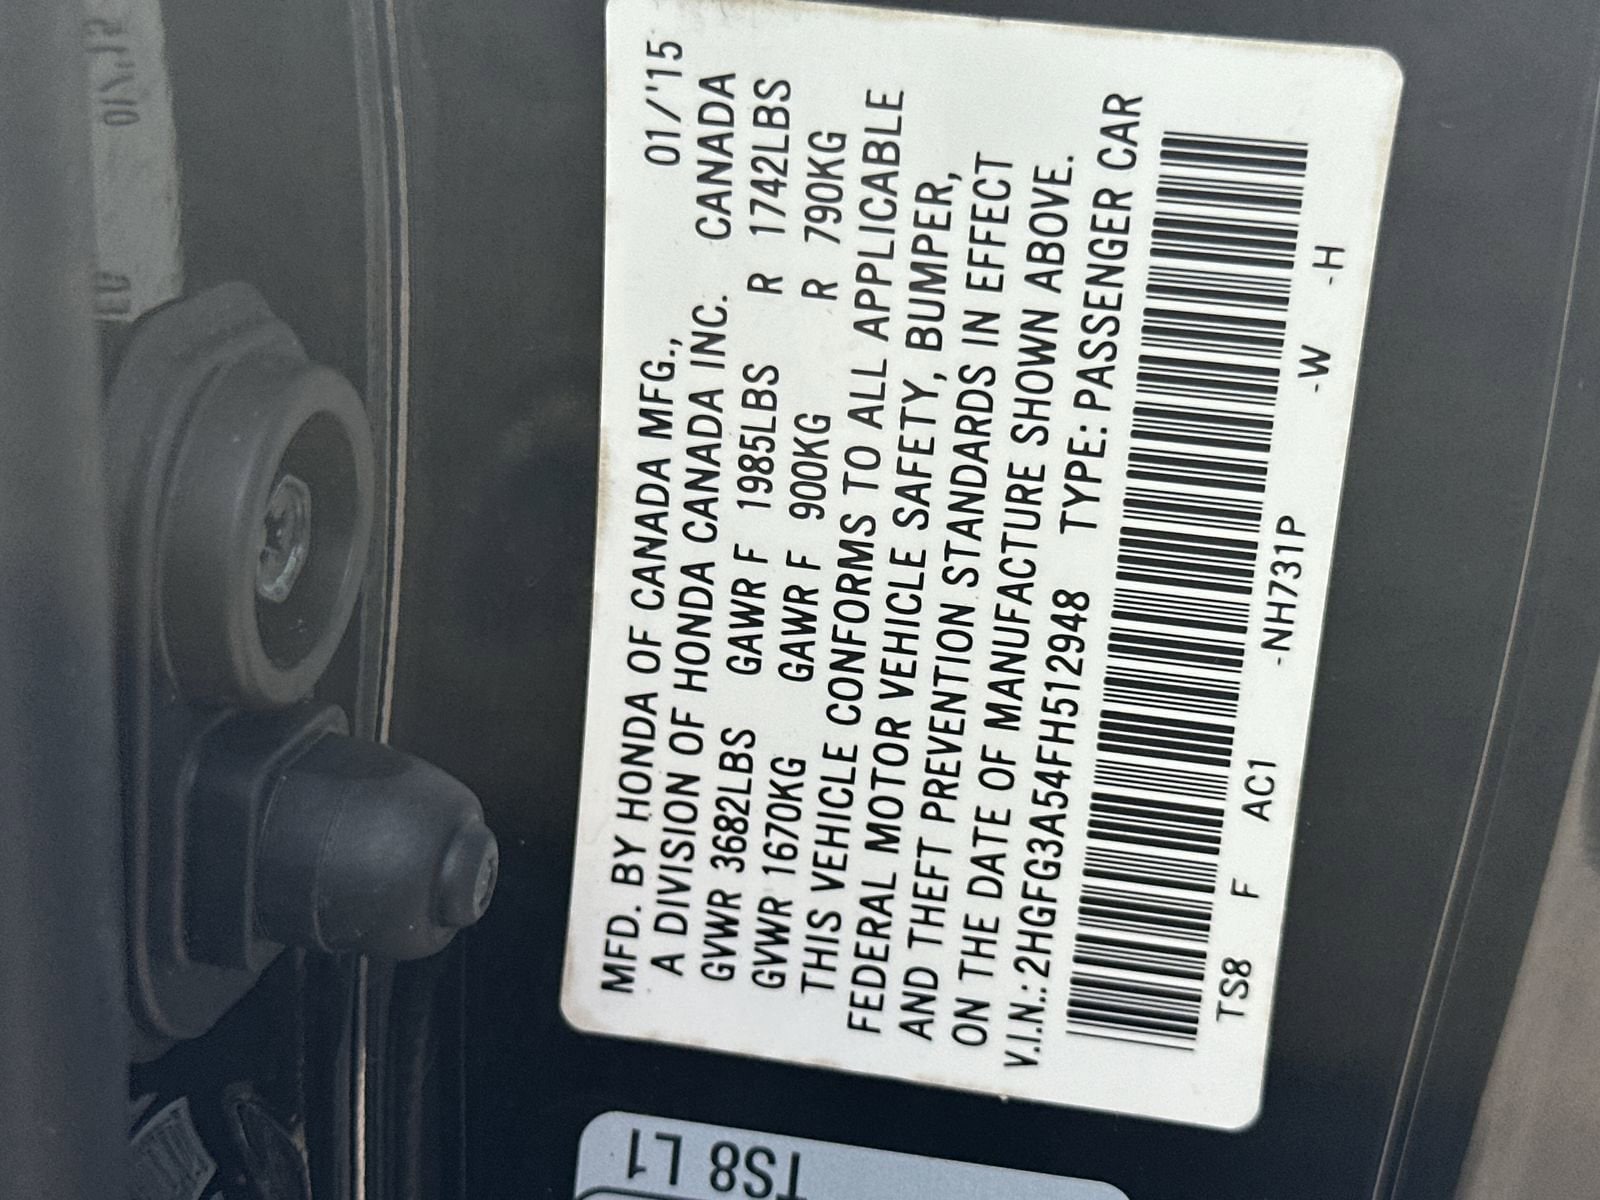 MFD. BY HONDA OF CANADA MFG., 01/'15
A DIVISION OF HONDA CANADA INC. CANADA
GVWR 3682LBS GAWR F 1985LBS R 1742LBS
GVWR 1670KG GAWR F 900KG R 790KG
THIS VEHICLE CONFORMS TO ALL APPLICABLE
FEDERAL MOTOR VEHICLE SAFETY, BUMPER,
AND THEFT PREVENTION STANDARDS IN EFFECT
ON THE DATE OF MANUFACTURE SHOWN ABOVE.
V.I.N.:2HGFG3A54FH512948 TYPE:PASSENGER CAR
TS8 F AC1 -NH731P -W -H
TS8 L1